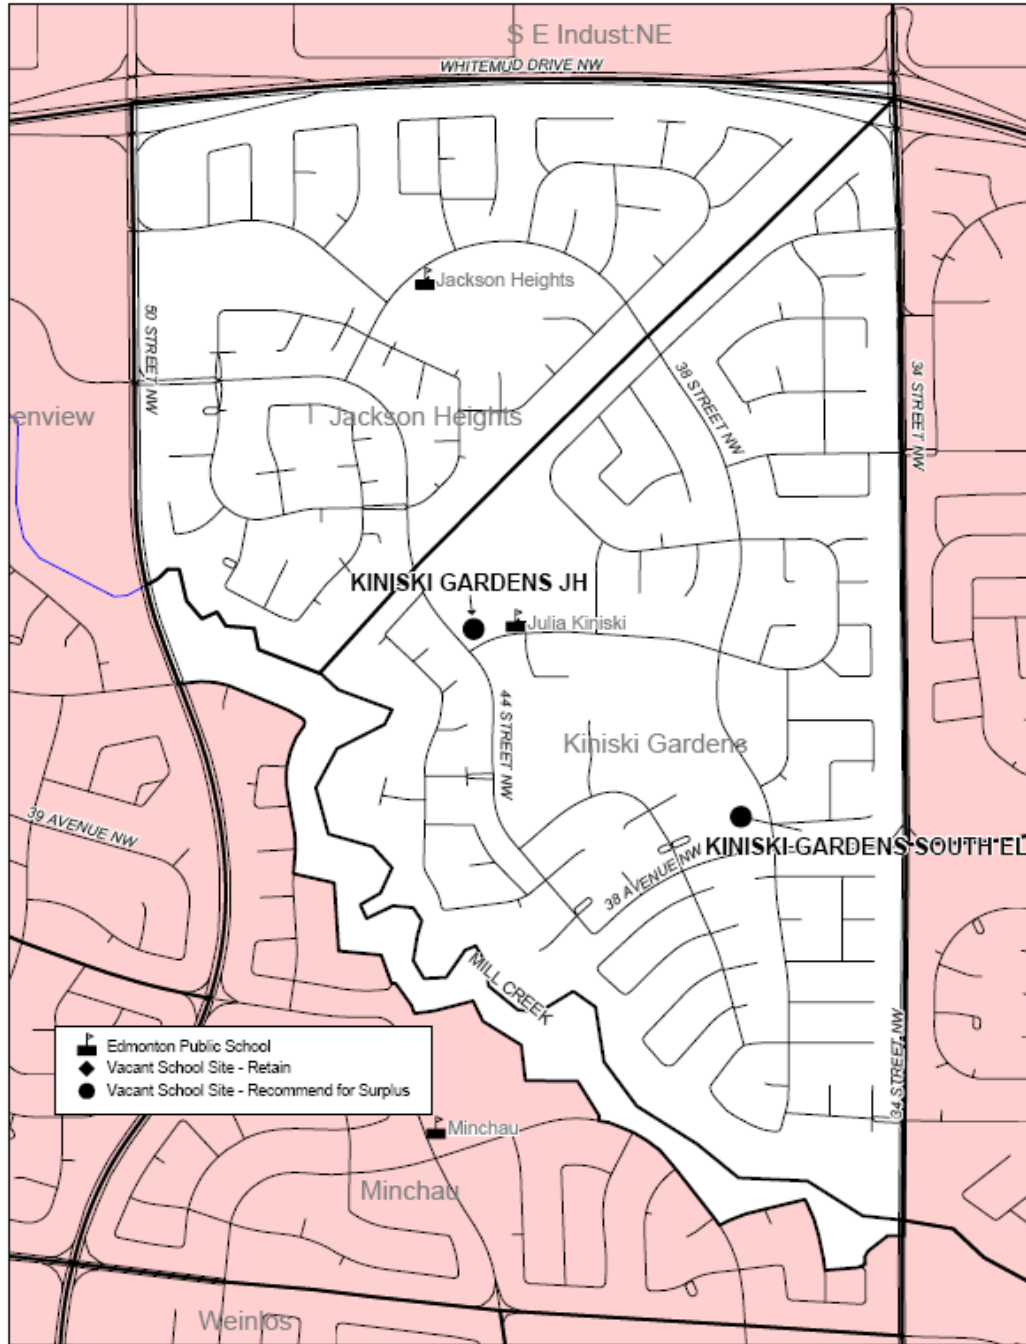 S E Indust:NE
WHITEMUD DRIVE NW
Jackson Heights
50 STREET NW
38 STREET NW
34 STREET NW
enview
Jackson Heights
KINISKI GARDENS JH
Julia Kiniski
44 STREET NW
Kiniski Gardens
39 AVENUE NW
KINISKI GARDENS SOUTH EL
38 AVENUE NW
MILL CREEK
34 STREET NW
Edmonton Public School
Vacant School Site - Retain
Vacant School Site - Recommend for Surplus
Minchau
Minchau
Weinlos